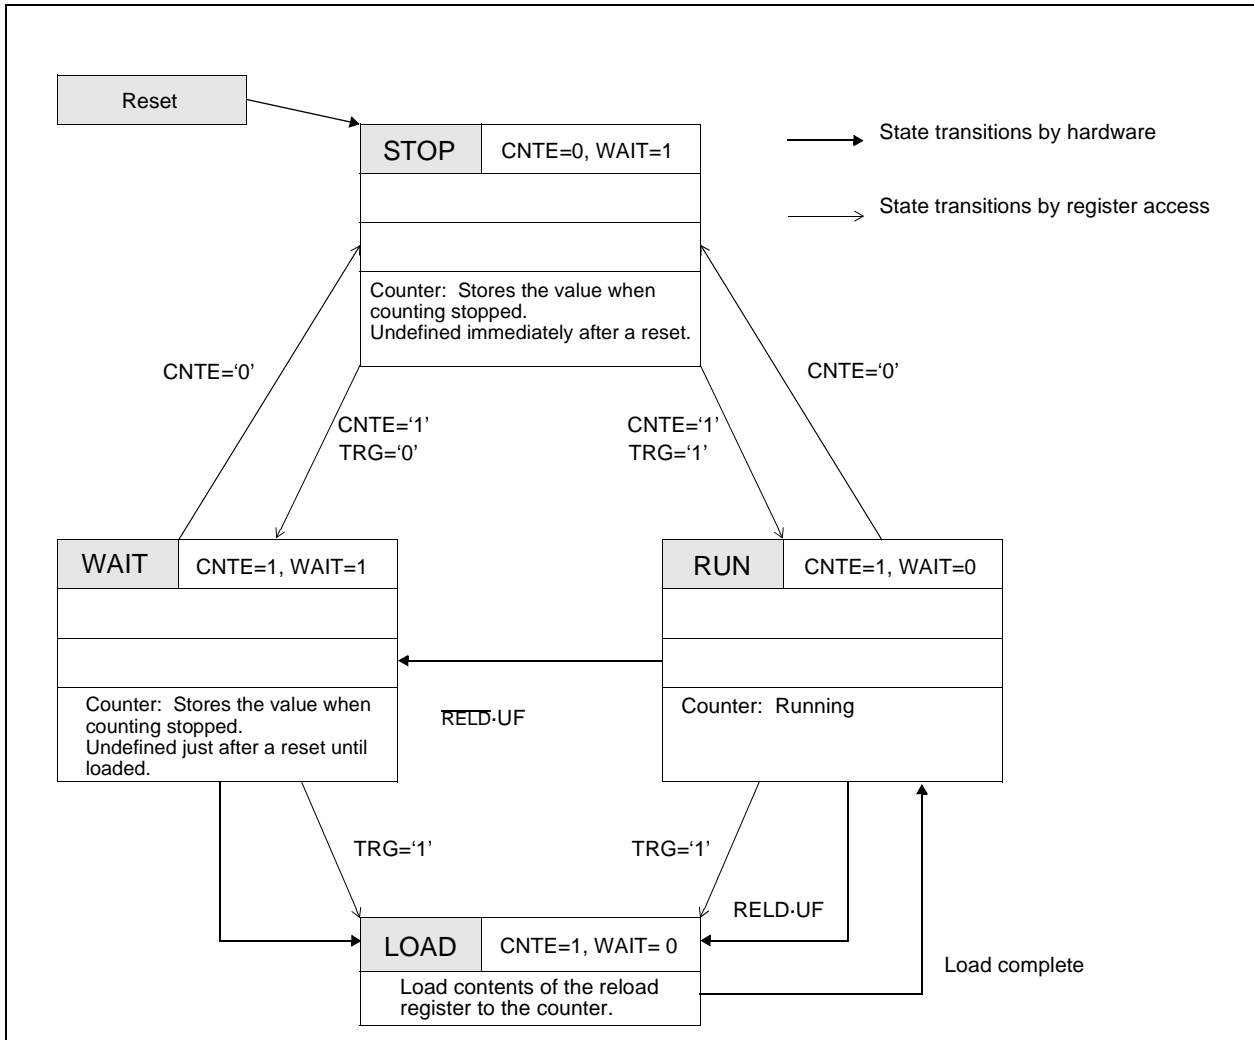 Reset
STOP
CNTE=0, WAIT=1
State transitions by hardware
State transitions by register access
Counter: Stores the value when
counting stopped.
Undefined immediately after a reset.
CNTE=‘0’
CNTE=‘0’
CNTE=‘1’
TRG=‘0’
CNTE=‘1’
TRG=‘1’
WAIT
CNTE=1, WAIT=1
RUN
CNTE=1, WAIT=0
Counter: Stores the value when
counting stopped.
Undefined just after a reset until
loaded.
R̅E̅L̅D̅·UF
Counter: Running
TRG=‘1’
TRG=‘1’
RELD·UF
LOAD
CNTE=1, WAIT= 0
Load contents of the reload
register to the counter.
Load complete